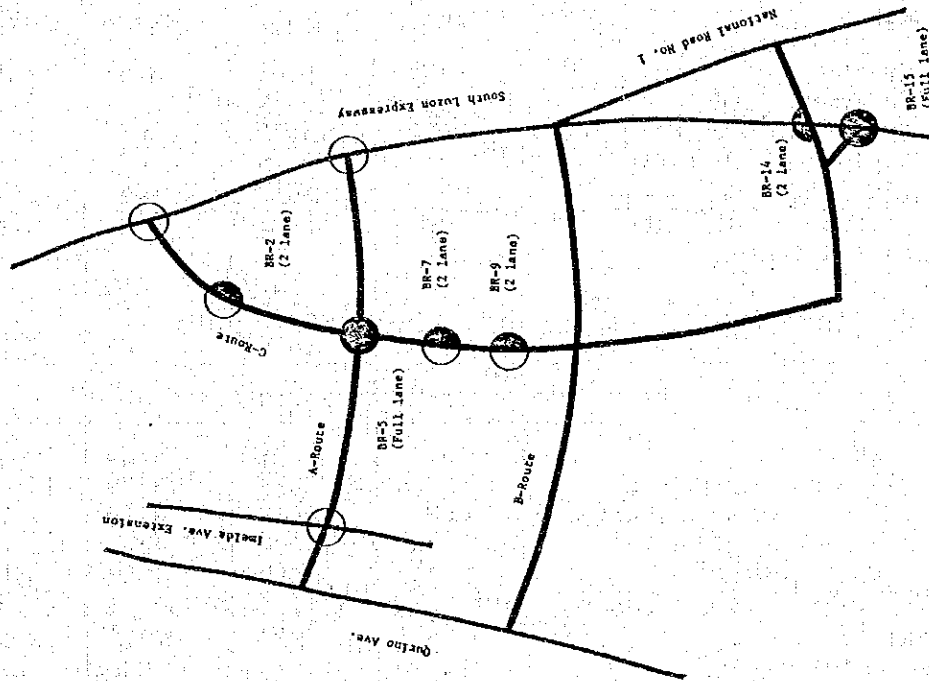 National Road No. 1
South Luzon Expressway
BR-15
(Full lane)
BR-14
(2 Lane)
BR-2
(2 lane)
BR-7
(2 lane)
BR-9
(2 lane)
C-Route
BR-5
(Full lane)
A-Route
B-Route
Imelda Ave. Extension
Qurino Ave.